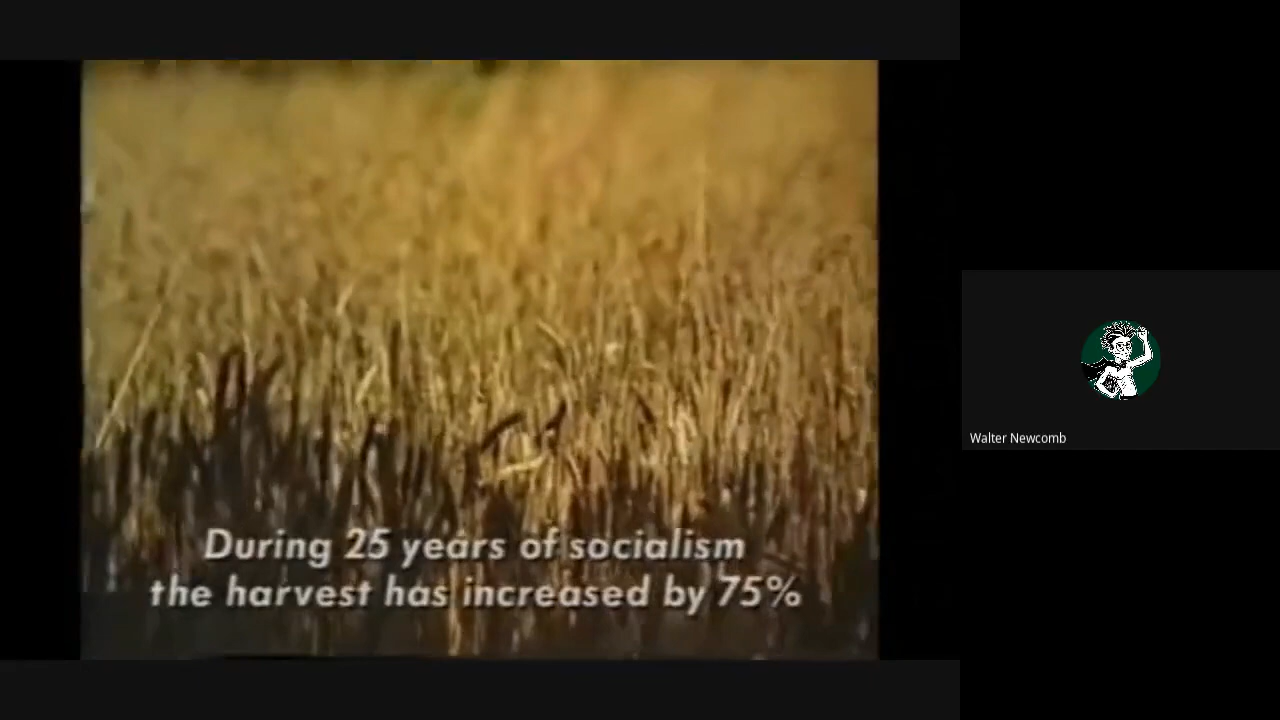 During 25 years of socialism
the harvest has increased by 75%
Walter Newcomb